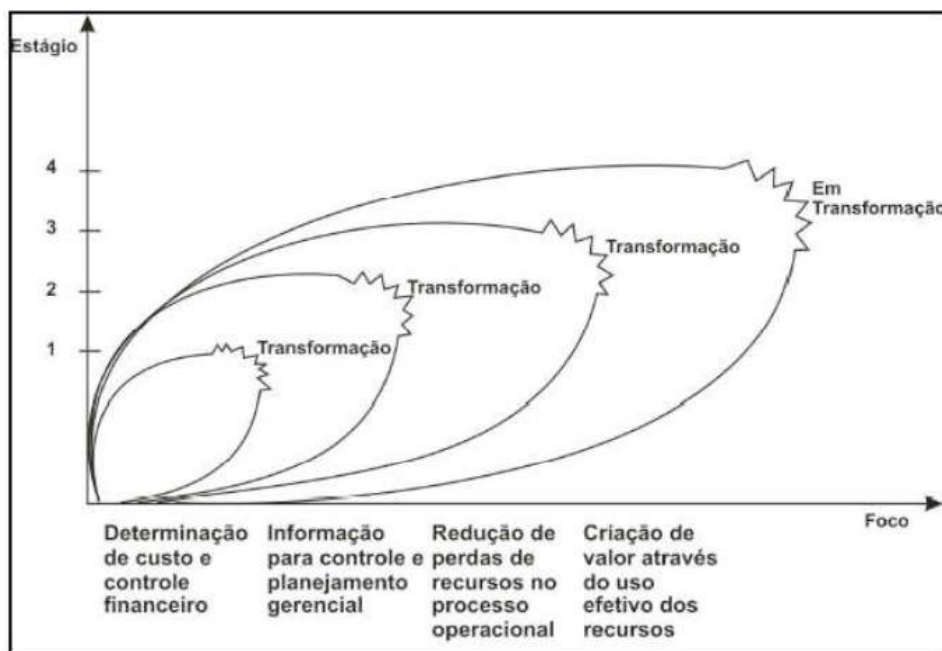 Estágio
4
Em
Transformação
3
Transformação
2
Transformação
1
Transformação
Foco
Determinação
de custo e
controle
financeiro
Informação
para controle e
planejamento
gerencial
Redução de
perdas de
recursos no
processo
operacional
Criação de
valor através
do uso
efetivo dos
recursos